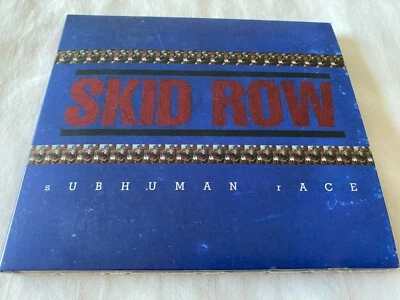 SKID ROW
sUBHUMAN rACE